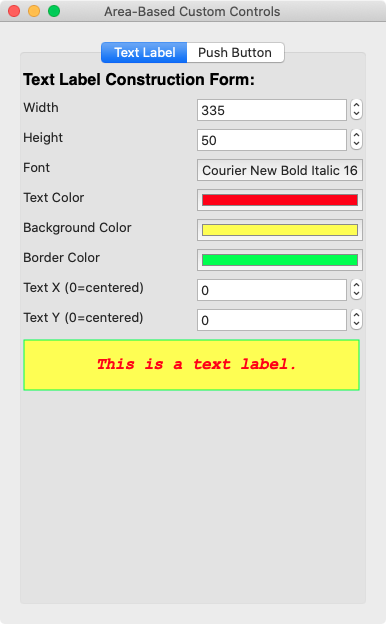 Area-Based Custom Controls
Text Label Push Button
Text Label Construction Form:
Width 335
Height 50
Font Courier New Bold Italic 16
Text Color
Background Color
Border Color
Text X (0=centered) 0
Text Y (0=centered) 0
This is a text label.